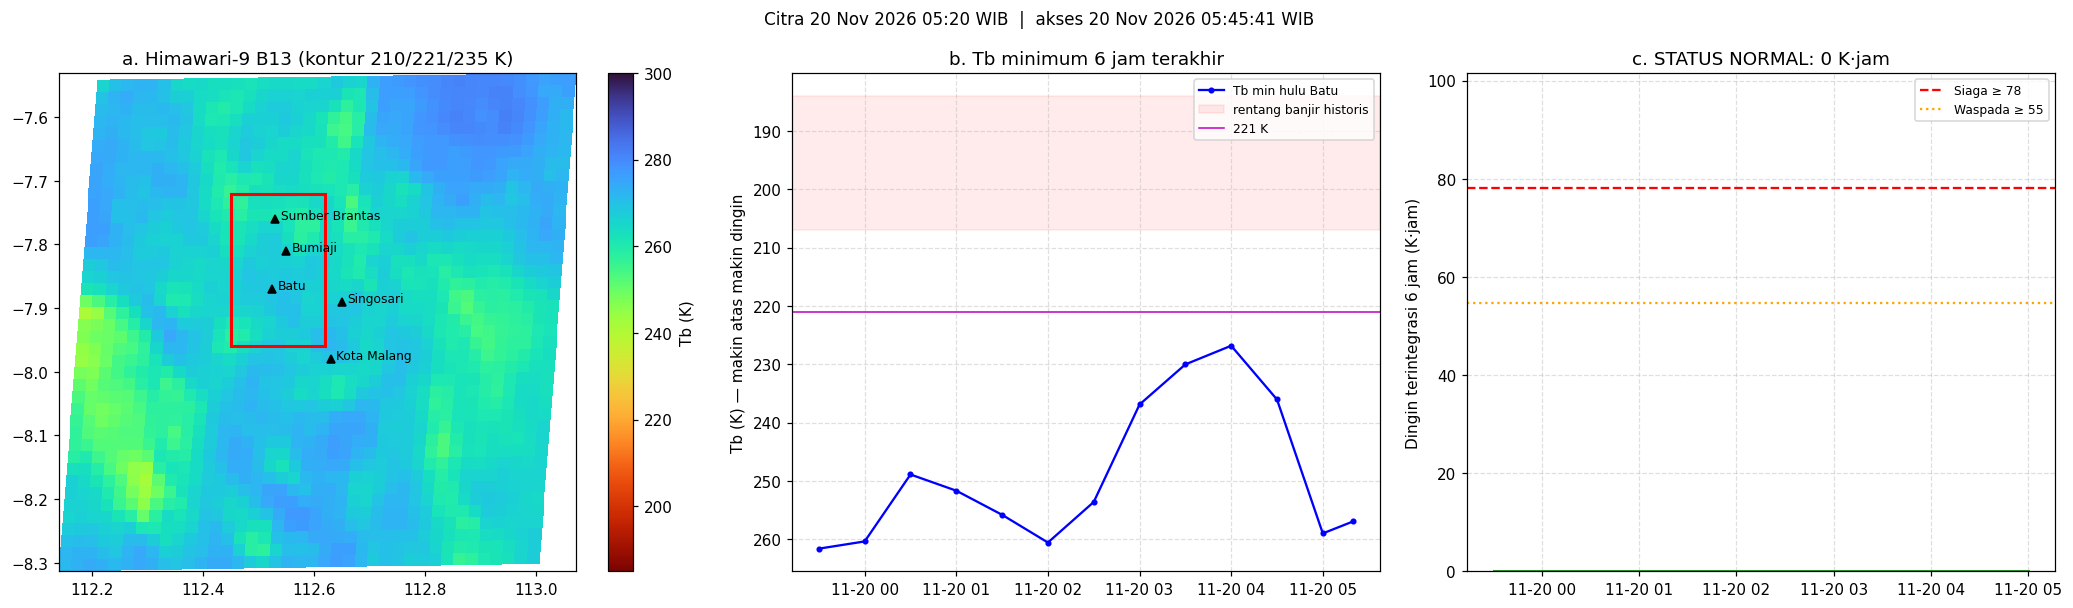 Citra 20 Nov 2026 05:20 WIB | akses 20 Nov 2026 05:45:41 WIB
a. Himawari-9 B13 (kontur 210/221/235 K)
−7.6
−7.7
−7.8
−7.9
−8.0
−8.1
−8.2
−8.3
112.2 112.4 112.6 112.8 113.0
Sumber Brantas
Bumiaji
Batu
Singosari
Kota Malang
300
280
260
240
220
200
Tb (K)
b. Tb minimum 6 jam terakhir
Tb (K) — makin atas makin dingin
190
200
210
220
230
240
250
260
Tb min hulu Batu
rentang banjir historis
221 K
11-20 00 11-20 01 11-20 02 11-20 03 11-20 04 11-20 05
c. STATUS NORMAL: 0 K·jam
Dingin terintegrasi 6 jam (K·jam)
100
80
60
40
20
0
Siaga ≥ 78
Waspada ≥ 55
11-20 00 11-20 01 11-20 02 11-20 03 11-20 04 11-20 05